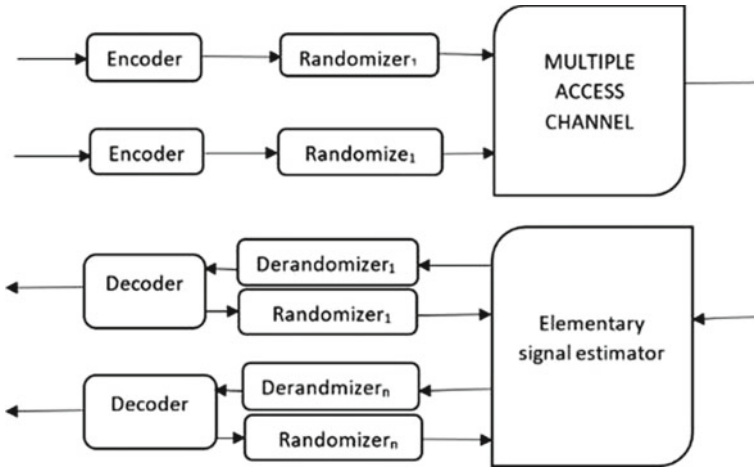 Encoder
Randomizer₁
MULTIPLE
ACCESS
CHANNEL
Encoder
Randomize₁
Derandomizer₁
Decoder
Randomizer₁
Elementary
signal estimator
Derandmizerₙ
Decoder
Randomizerₙ